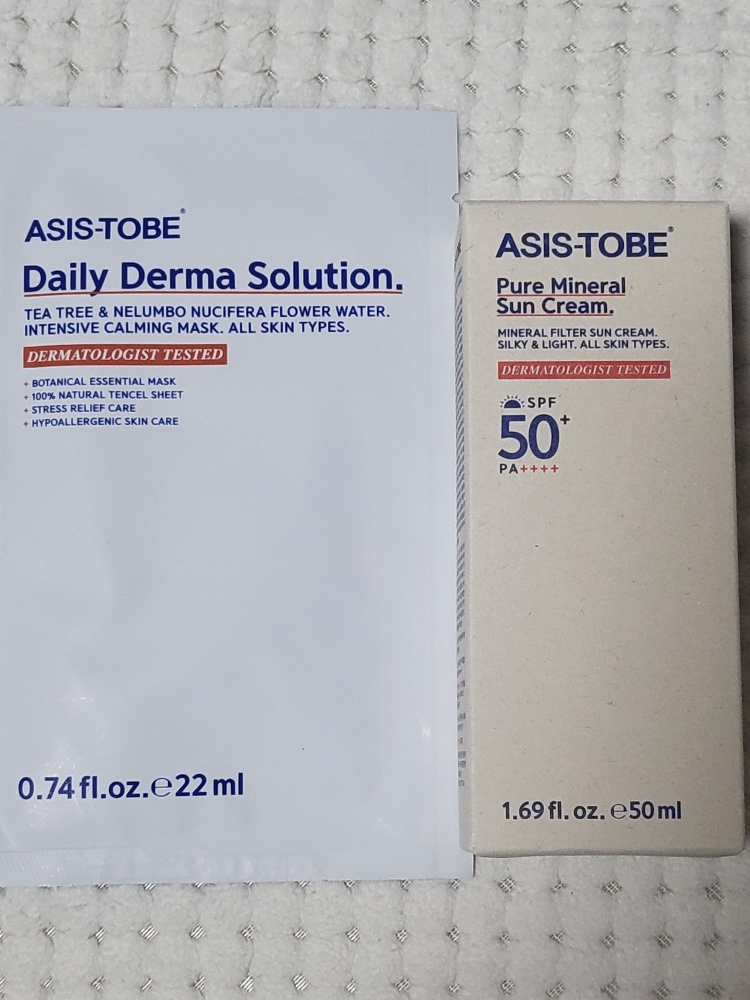 ASIS-TOBE®
Daily Derma Solution.
TEA TREE & NELUMBO NUCIFERA FLOWER WATER.
INTENSIVE CALMING MASK. ALL SKIN TYPES.
DERMATOLOGIST TESTED
+ BOTANICAL ESSENTIAL MASK
+ 100% NATURAL TENCEL SHEET
+ STRESS RELIEF CARE
+ HYPOALLERGENIC SKIN CARE
0.74 fl.oz. ℮ 22 ml
ASIS-TOBE®
Pure Mineral
Sun Cream.
MINERAL FILTER SUN CREAM.
SILKY & LIGHT. ALL SKIN TYPES.
DERMATOLOGIST TESTED
SPF
50+
PA++++
1.69 fl. oz. ℮ 50 ml